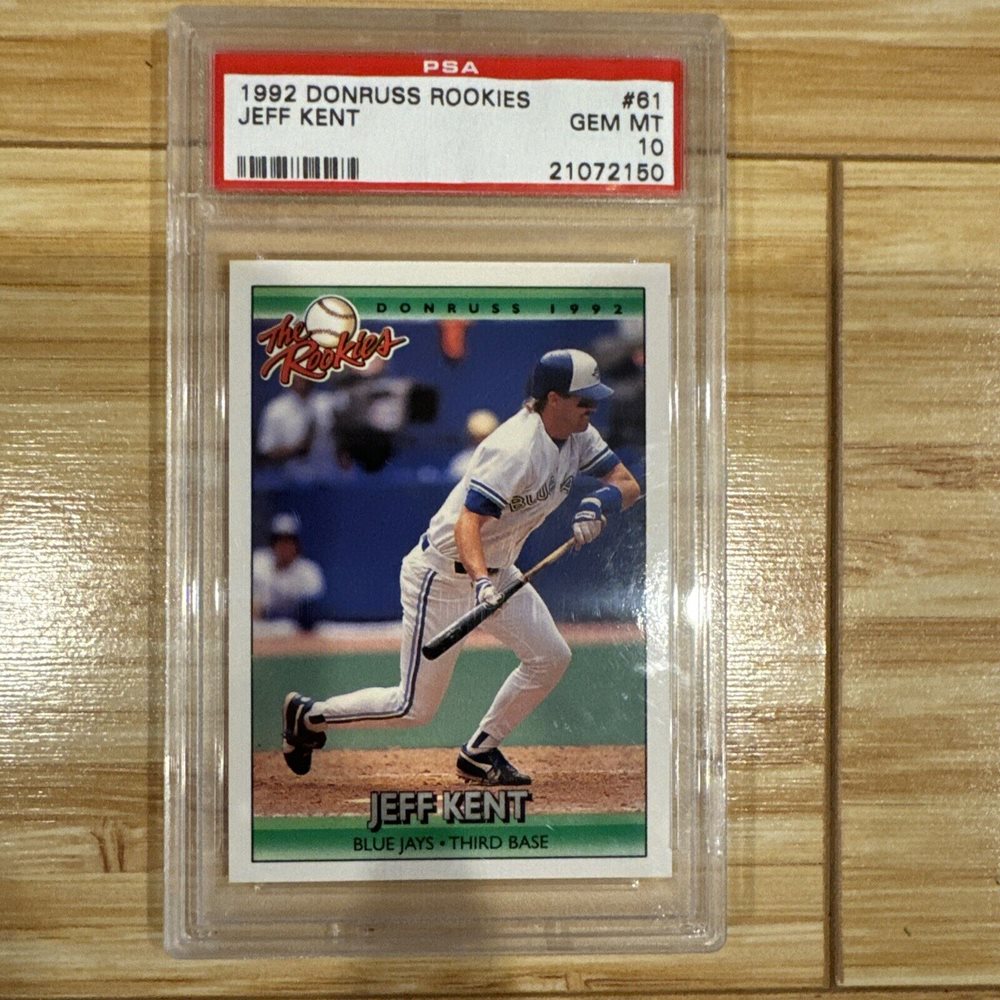 PSA
1992 DONRUSS ROOKIES #61
JEFF KENT GEM MT
10
21072150
DONRUSS 1992
The
Rookies
BLUE
JEFF KENT
BLUE JAYS • THIRD BASE